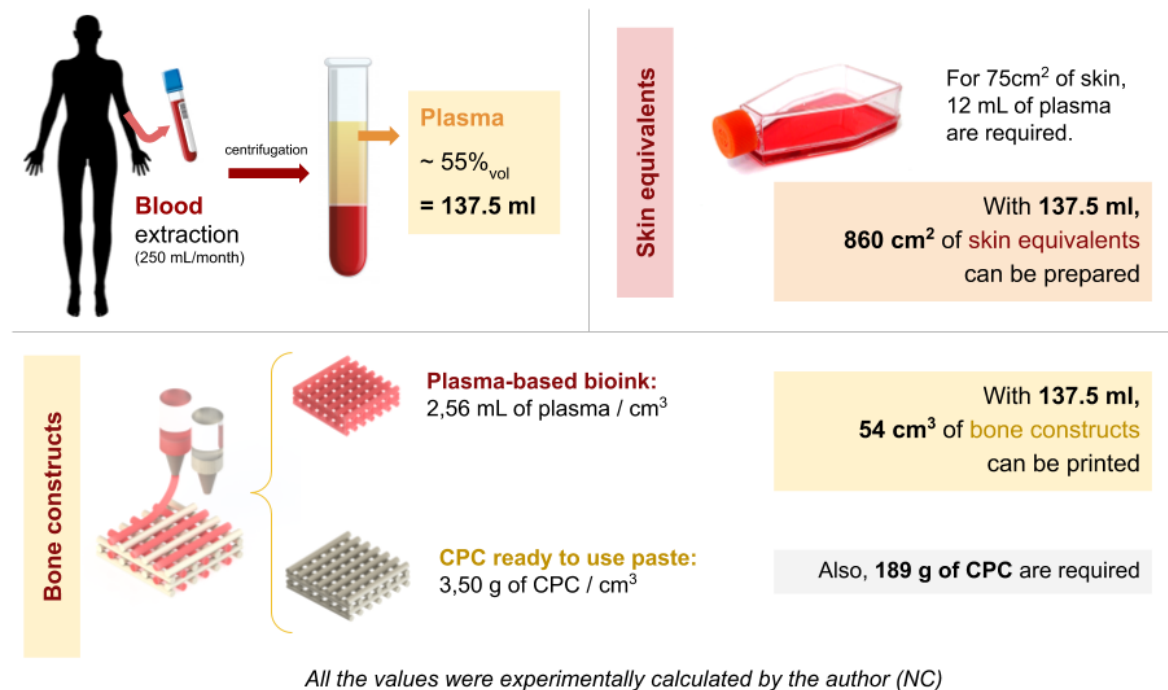 Blood
extraction
(250 mL/month)
centrifugation
Plasma
~ 55%vol
= 137.5 ml
Skin equivalents
For 75cm² of skin,
12 mL of plasma
are required.
With 137.5 ml,
860 cm² of skin equivalents
can be prepared
Bone constructs
Plasma-based bioink:
2,56 mL of plasma / cm³
With 137.5 ml,
54 cm³ of bone constructs
can be printed
CPC ready to use paste:
3,50 g of CPC / cm³
Also, 189 g of CPC are required
All the values were experimentally calculated by the author (NC)